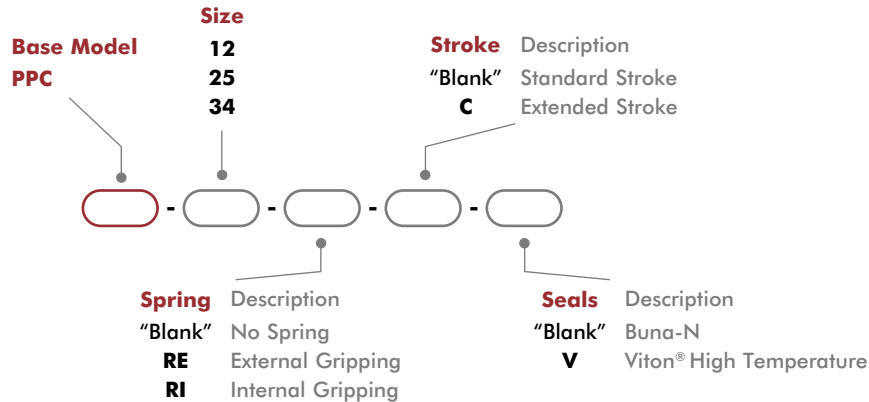 Size
Base Model
PPC
12
25
34
Stroke Description
“Blank” Standard Stroke
C Extended Stroke
- - - -
Spring Description
“Blank” No Spring
RE External Gripping
RI Internal Gripping
Seals Description
“Blank” Buna-N
V Viton® High Temperature